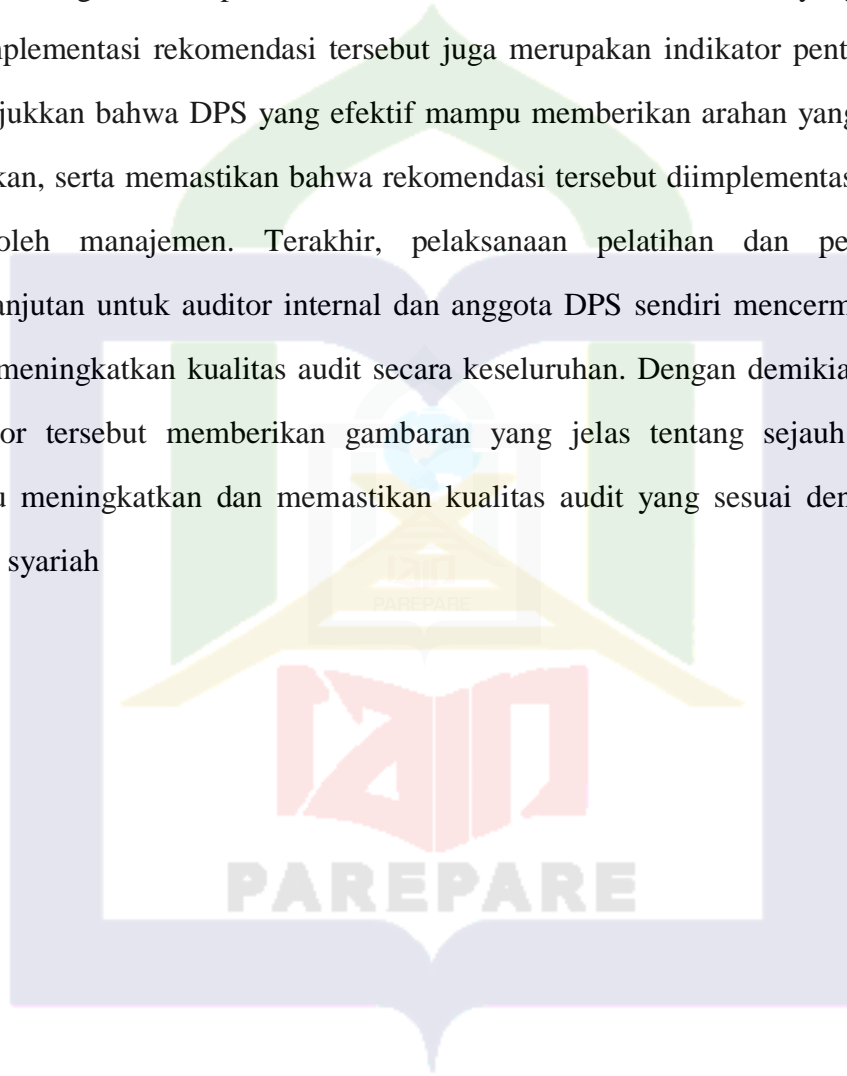 mplementasi rekomendasi tersebut juga merupakan indikator pent
jukkan bahwa DPS yang efektif mampu memberikan arahan yang
kan, serta memastikan bahwa rekomendasi tersebut diimplementas
oleh manajemen. Terakhir, pelaksanaan pelatihan dan pe
anjutan untuk auditor internal dan anggota DPS sendiri mencerm
meningkatkan kualitas audit secara keseluruhan. Dengan demikia
or tersebut memberikan gambaran yang jelas tentang sejauh
u meningkatkan dan memastikan kualitas audit yang sesuai den
syariah
PAREPARE
PAREPARE